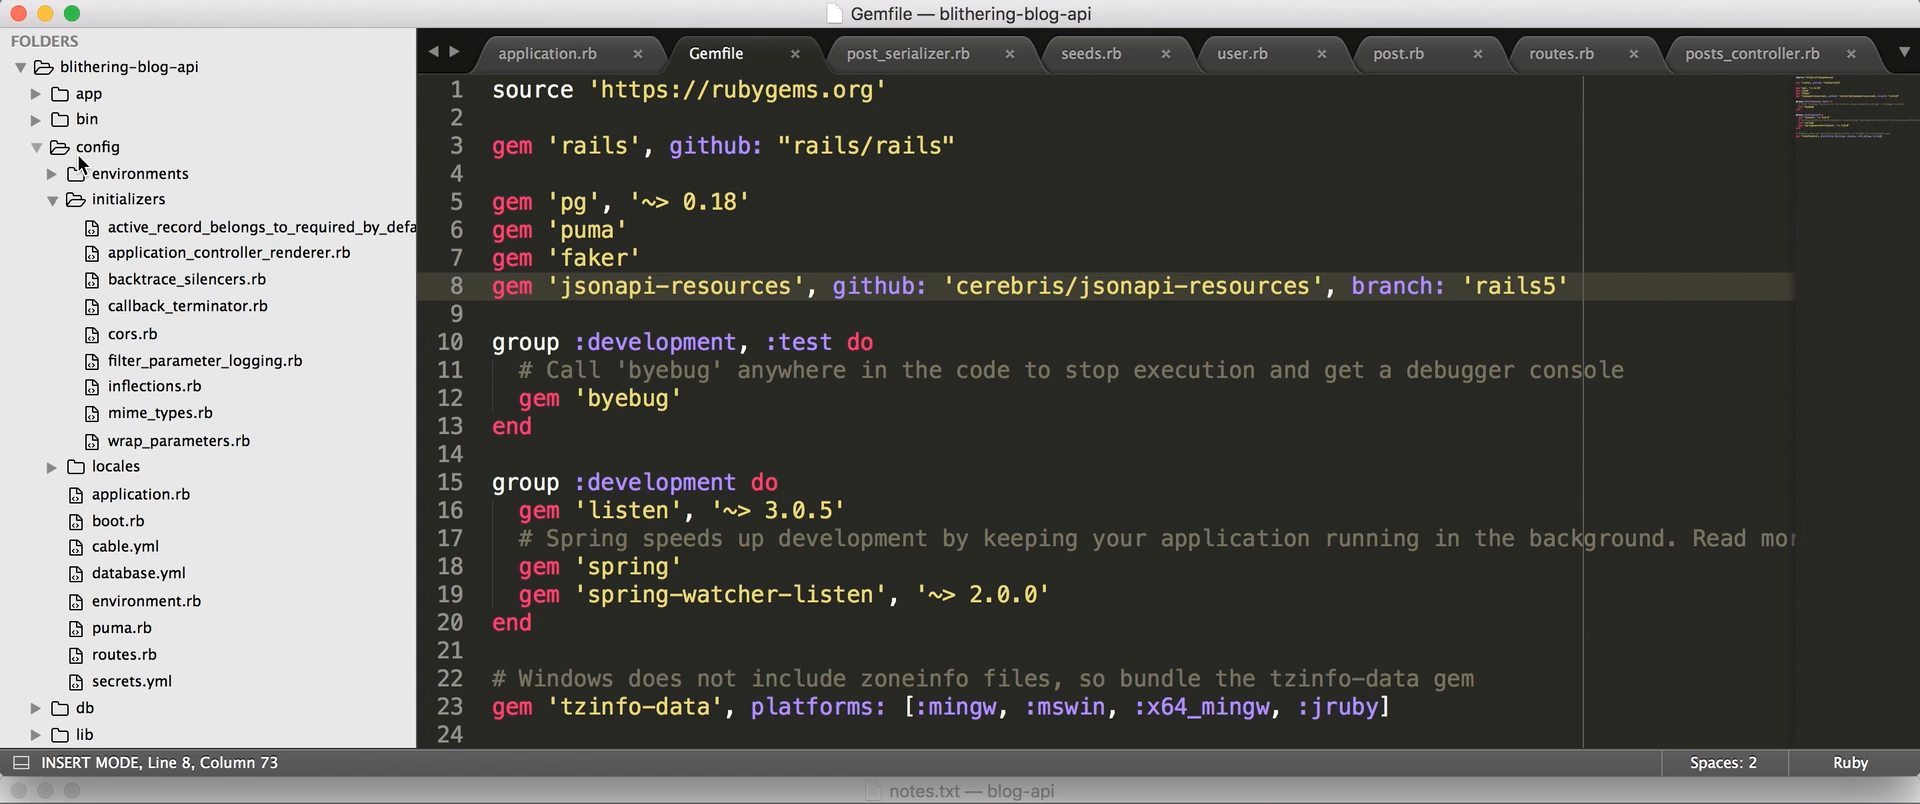 Gemfile — blithering-blog-api
FOLDERS
blithering-blog-api
app
bin
config
environments
initializers
active_record_belongs_to_required_by_defa
application_controller_renderer.rb
backtrace_silencers.rb
callback_terminator.rb
cors.rb
filter_parameter_logging.rb
inflections.rb
mime_types.rb
wrap_parameters.rb
locales
application.rb
boot.rb
cable.yml
database.yml
environment.rb
puma.rb
routes.rb
secrets.yml
db
lib
application.rb × Gemfile × post_serializer.rb × seeds.rb × user.rb × post.rb × routes.rb × posts_controller.rb ×
1 source 'https://rubygems.org'
2
3 gem 'rails', github: "rails/rails"
4
5 gem 'pg', '~> 0.18'
6 gem 'puma'
7 gem 'faker'
8 gem 'jsonapi-resources', github: 'cerebris/jsonapi-resources', branch: 'rails5'
9
10 group :development, :test do
11 # Call 'byebug' anywhere in the code to stop execution and get a debugger console
12 gem 'byebug'
13 end
14
15 group :development do
16 gem 'listen', '~> 3.0.5'
17 # Spring speeds up development by keeping your application running in the background. Read mor
18 gem 'spring'
19 gem 'spring-watcher-listen', '~> 2.0.0'
20 end
21
22 # Windows does not include zoneinfo files, so bundle the tzinfo-data gem
23 gem 'tzinfo-data', platforms: [:mingw, :mswin, :x64_mingw, :jruby]
24
INSERT MODE, Line 8, Column 73
Spaces: 2
Ruby
notes.txt — blog-api